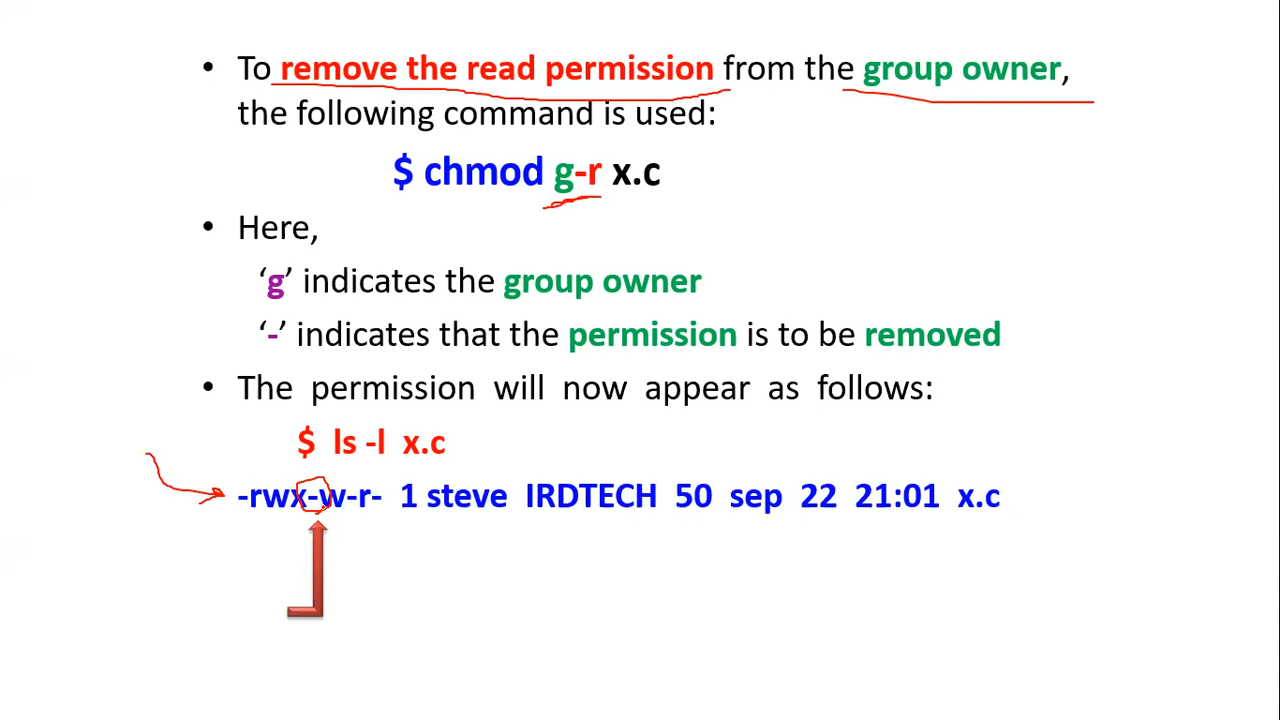 • To remove the read permission from the group owner,
the following command is used:
$ chmod g-r x.c
• Here,
‘g’ indicates the group owner
‘-’ indicates that the permission is to be removed
• The permission will now appear as follows:
$ ls -l x.c
-rwx-w-r- 1 steve IRDTECH 50 sep 22 21:01 x.c